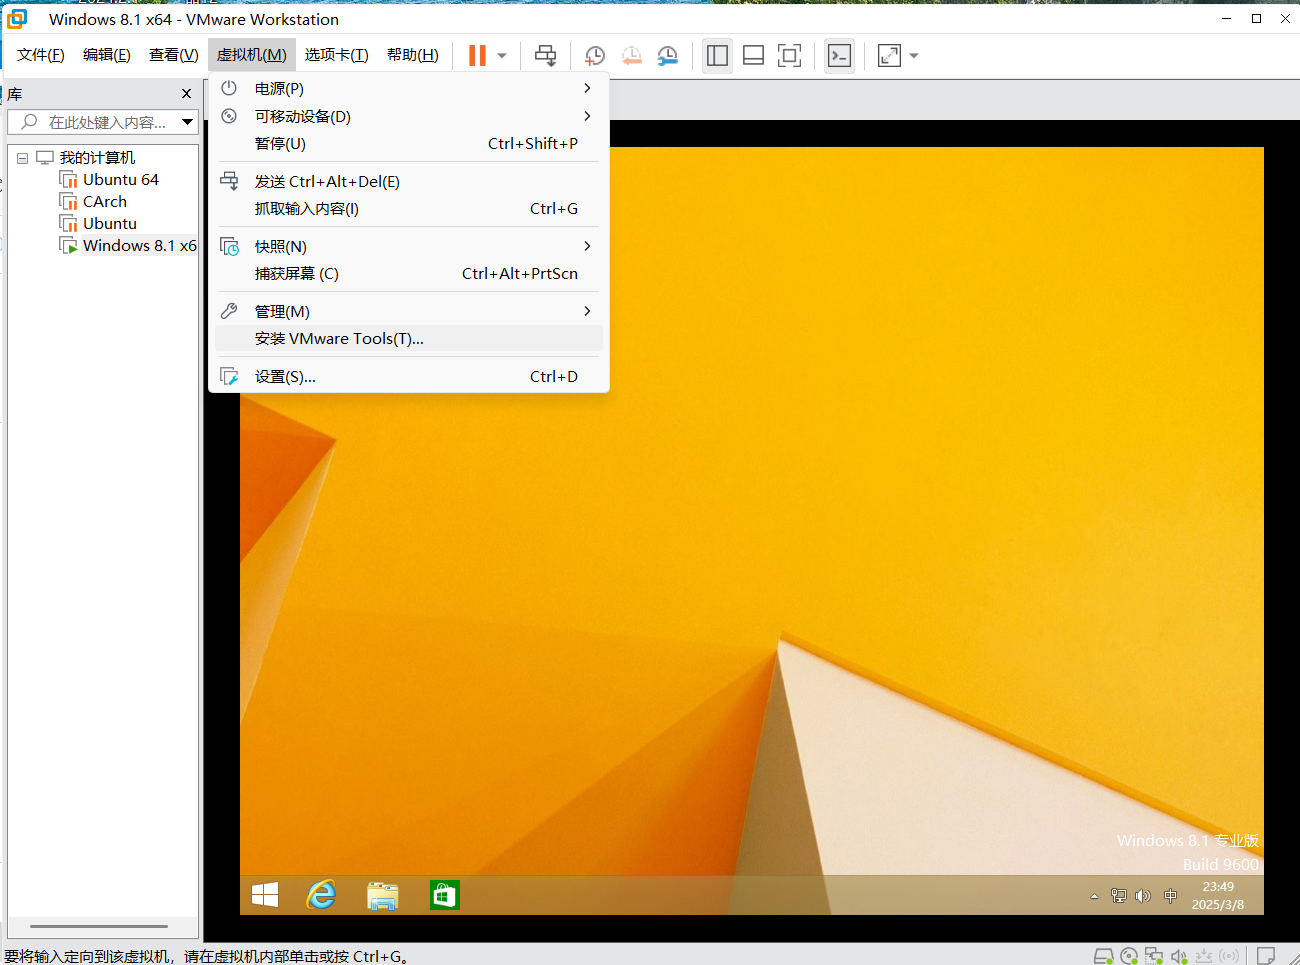 Windows 8.1 x64 - VMware Workstation
文件(F) 编辑(E) 查看(V) 虚拟机(M) 选项卡(T) 帮助(H)
库
在此处键入内容...
我的计算机
Ubuntu 64
CArch
Ubuntu
Windows 8.1 x6
电源(P)
可移动设备(D)
暂停(U) Ctrl+Shift+P
发送 Ctrl+Alt+Del(E)
抓取输入内容(I) Ctrl+G
快照(N)
捕获屏幕 (C) Ctrl+Alt+PrtScn
管理(M)
安装 VMware Tools(T)...
设置(S)... Ctrl+D
Windows 8.1 专业版
Build 9600
中
23:49
2025/3/8
要将输入定向到该虚拟机，请在虚拟机内部单击或按 Ctrl+G。